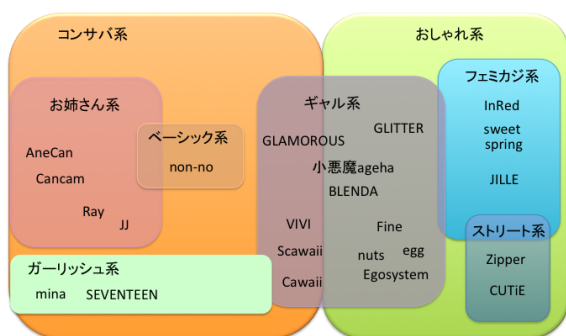 コンサバ系
おしゃれ系
お姉さん系
AneCan
Cancam
Ray
JJ
ベーシック系
non-no
ガーリッシュ系
mina
SEVENTEEN
ギャル系
GLITTER
GLAMOROUS
小悪魔ageha
BLENDA
VIVI
Fine
Scawaii
nuts
egg
Cawaii
Egosystem
フェミカジ系
InRed
sweet
spring
JILLE
ストリート系
Zipper
CUTiE